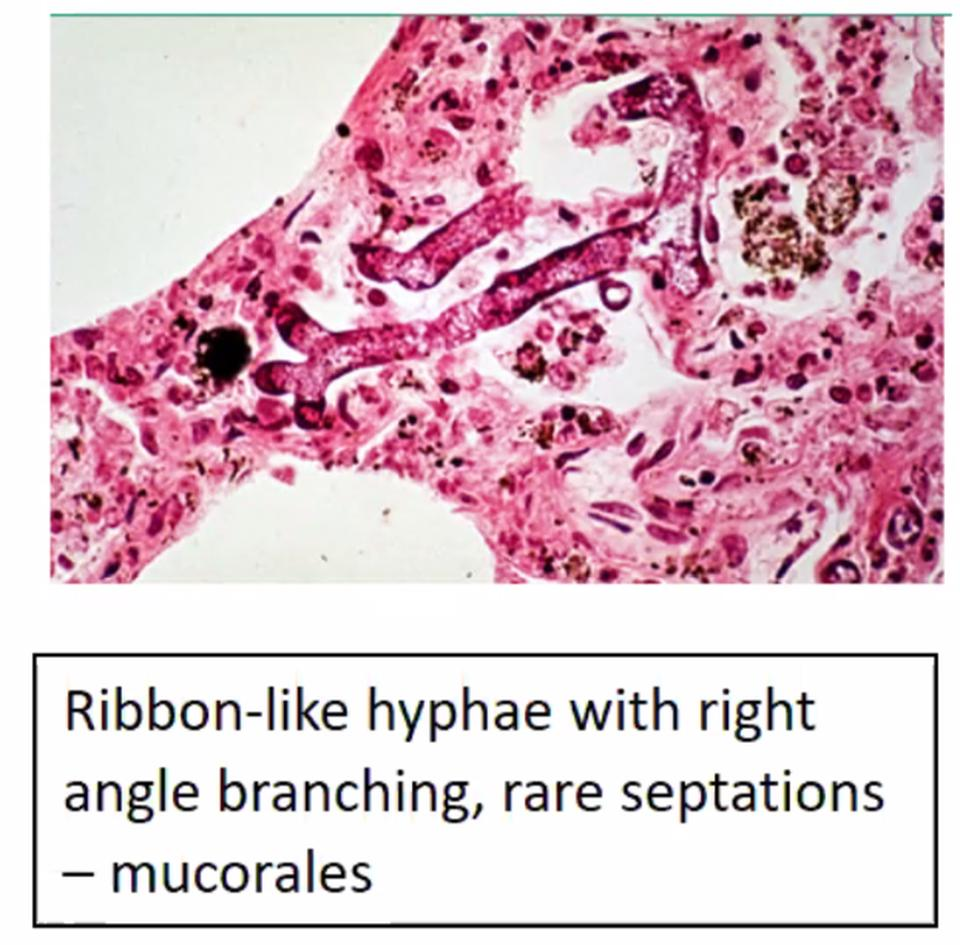 Ribbon-like hyphae with right
angle branching, rare septations
– mucorales